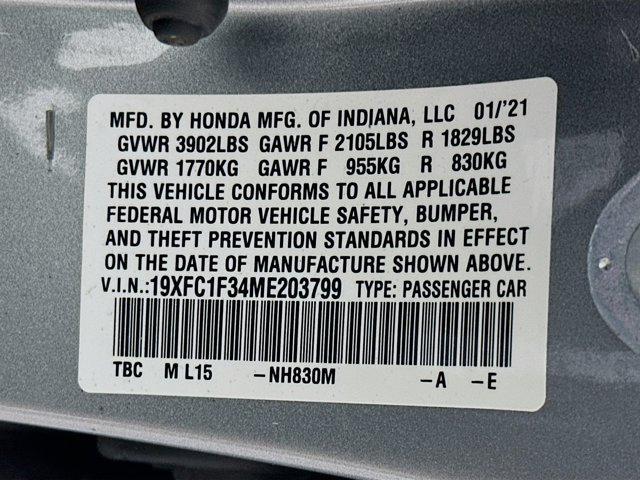 MFD. BY HONDA MFG. OF INDIANA, LLC 01/'21
GVWR 3902LBS GAWR F 2105LBS R 1829LBS
GVWR 1770KG GAWR F 955KG R 830KG
THIS VEHICLE CONFORMS TO ALL APPLICABLE
FEDERAL MOTOR VEHICLE SAFETY, BUMPER,
AND THEFT PREVENTION STANDARDS IN EFFECT
ON THE DATE OF MANUFACTURE SHOWN ABOVE.
V.I.N.:19XFC1F34ME203799 TYPE: PASSENGER CAR
TBC M L15 -NH830M -A -E